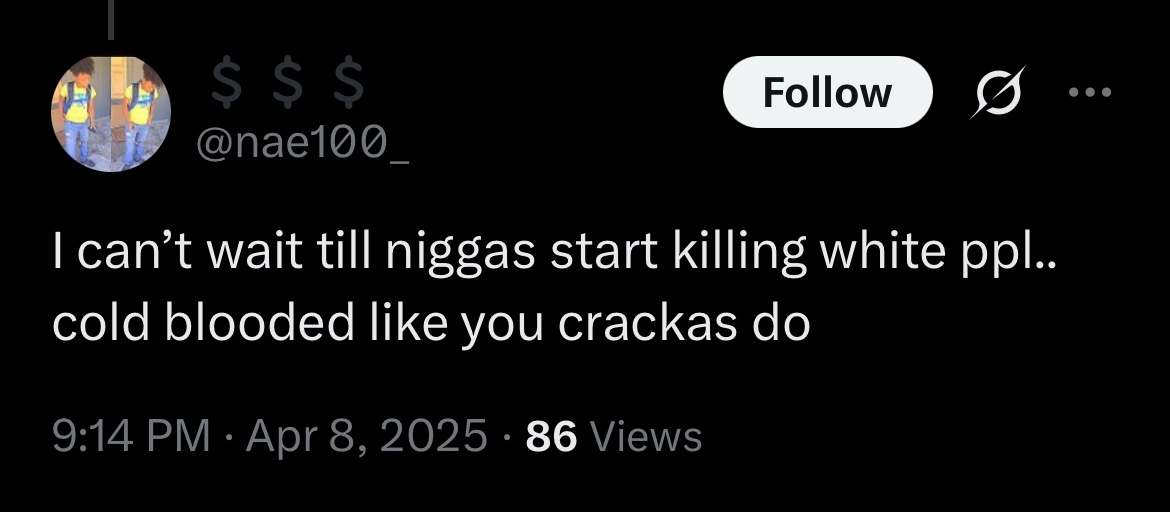 $ $ $
Follow
@nae100_
I can’t wait till niggas start killing white ppl..
cold blooded like you crackas do
9:14 PM · Apr 8, 2025 · 86 Views